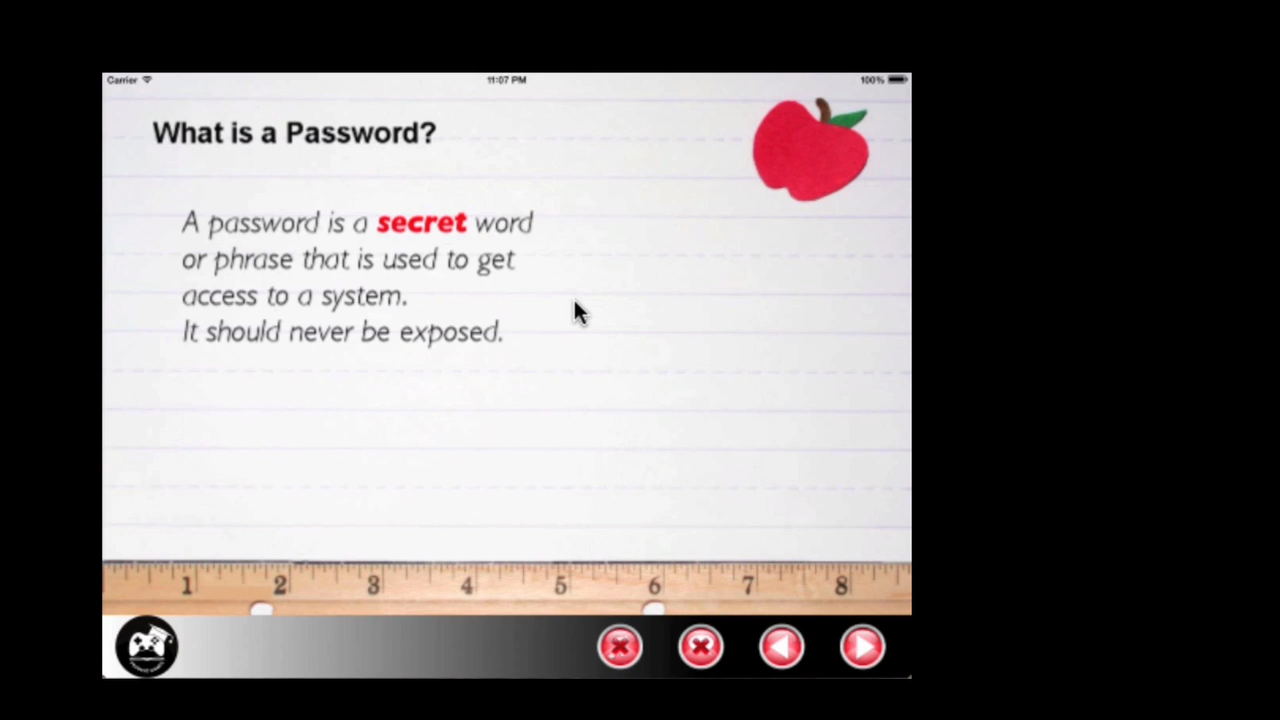 Carrier 11:07 PM 100%
What is a Password?
A password is a secret word
or phrase that is used to get
access to a system.
It should never be exposed.
1 2 3 4 5 6 7 8